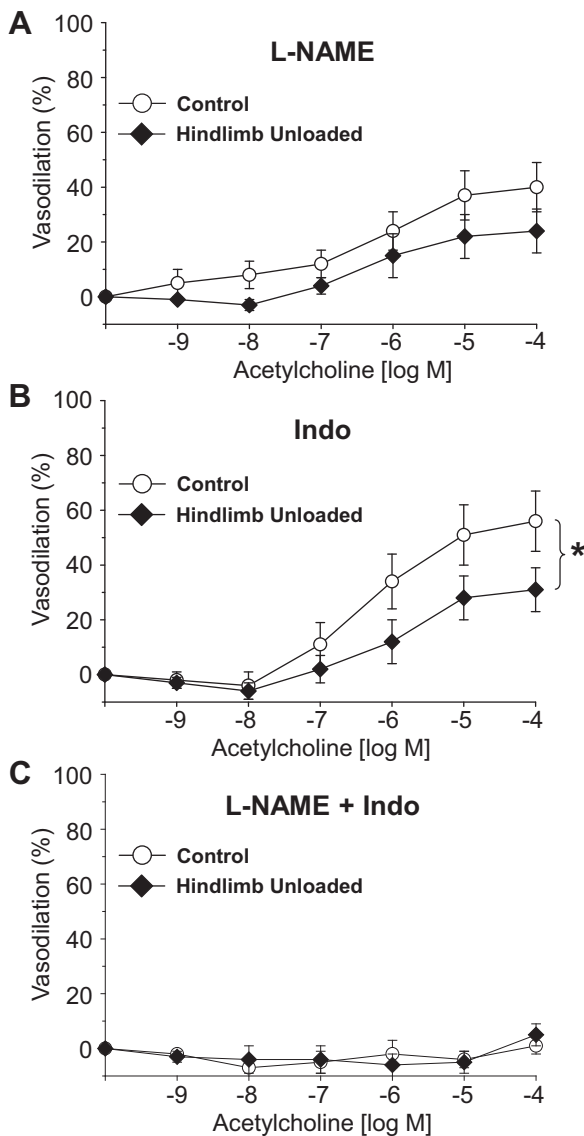 A
L-NAME
100
80
60
40
20
0
Vasodilation (%)
Control
Hindlimb Unloaded
-9 -8 -7 -6 -5 -4
Acetylcholine [log M]
B
Indo
100
80
60
40
20
0
Vasodilation (%)
Control
Hindlimb Unloaded
*
-9 -8 -7 -6 -5 -4
Acetylcholine [log M]
C
L-NAME + Indo
100
80
60
40
20
0
Vasodilation (%)
Control
Hindlimb Unloaded
-9 -8 -7 -6 -5 -4
Acetylcholine [log M]